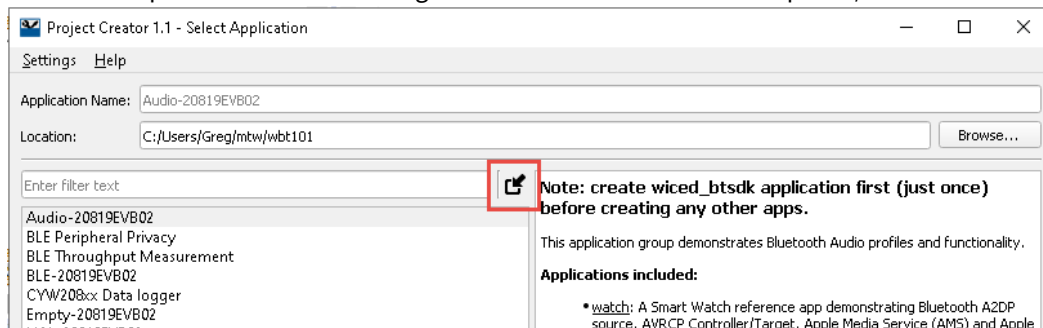 Project Creator 1.1 - Select Application
Settings Help
Application Name: Audio-20819EVB02
Location: C:/Users/Greg/mtw/wbt101 Browse...
Enter filter text
Audio-20819EVB02
BLE Peripheral Privacy
BLE Throughput Measurement
BLE-20819EVB02
CYW208xx Data logger
Empty-20819EVB02
Note: create wiced_btsdk application first (just once)
before creating any other apps.
This application group demonstrates Bluetooth Audio profiles and functionality.
Applications included:
• watch: A Smart Watch reference app demonstrating Bluetooth A2DP
source, AVRCP Controller/Target, Apple Media Service (AMS) and Apple